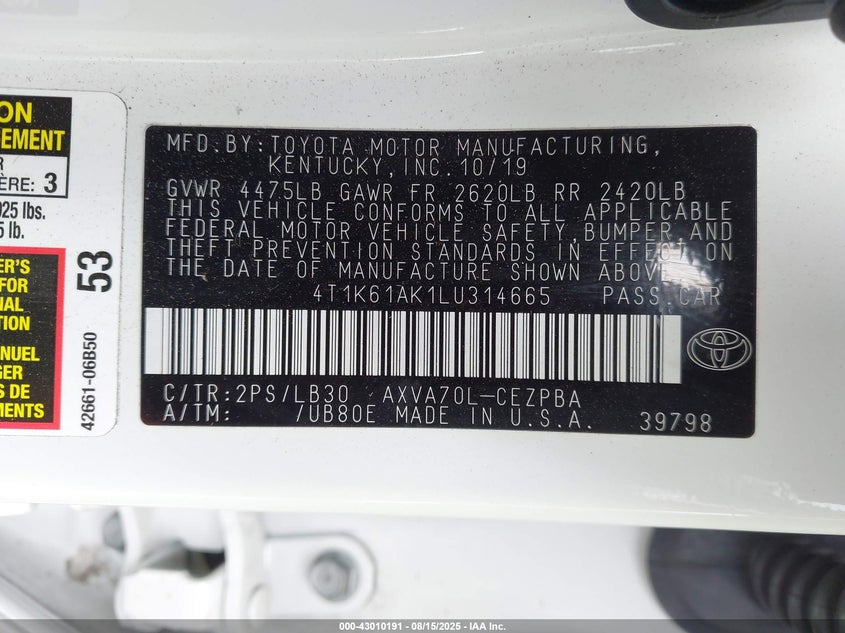 ON
EMENT
R
ÈRE: 3
925 lbs.
5 lb.
ER'S
FOR
NAL
TION
ANUEL
GER
S DE
MENTS
53
42661-06B50
MFD.BY:TOYOTA MOTOR MANUFACTURING,
KENTUCKY,INC.10/19
GVWR 4475LB GAWR FR 2620LB RR 2420LB
THIS VEHICLE CONFORMS TO ALL APPLICABLE
FEDERAL MOTOR VEHICLE SAFETY,BUMPER AND
THEFT PREVENTION STANDARDS IN EFFECT ON
THE DATE OF MANUFACTURE SHOWN ABOVE.
4T1K61AK1LU314665 PASS.CAR
C/TR:2PS/LB30 AXVA70L-CEZPBA
A/TM: /UB80E MADE IN U.S.A. 39798
000-43010191 - 08/15/2025 - IAA Inc.